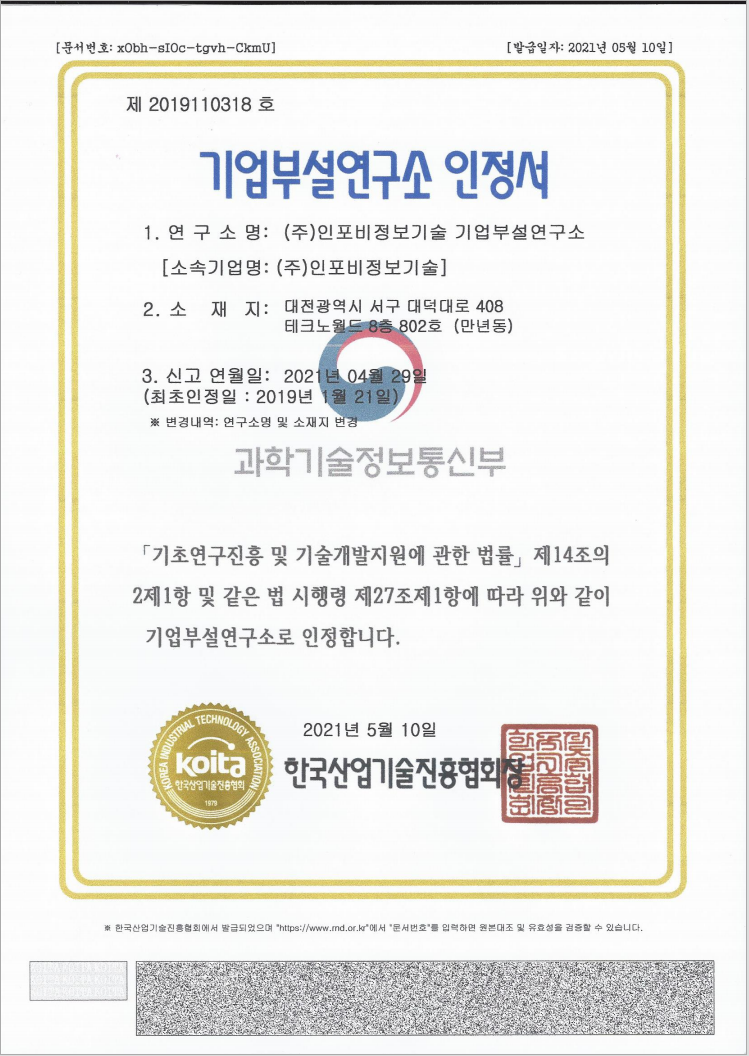 [문서번호: xObh-sIOc-tgvh-CkmU]
[발급일자: 2021년 05월 10일]
제 2019110318 호
기업부설연구소 인정서
1. 연 구 소 명: (주)인포비정보기술 기업부설연구소
[소속기업명: (주)인포비정보기술]
2. 소 재 지: 대전광역시 서구 대덕대로 408
테크노월드 8층 802호 (만년동)
3. 신고 연월일: 2021년 04월 29일
(최초인정일 : 2019년 1월 21일)
※ 변경내역: 연구소명 및 소재지 변경
과학기술정보통신부
「기초연구진흥 및 기술개발지원에 관한 법률」 제14조의
2제1항 및 같은 법 시행령 제27조제1항에 따라 위와 같이
기업부설연구소로 인정합니다.
2021년 5월 10일
한국산업기술진흥협회장
KOREA INDUSTRIAL TECHNOLOGY ASSOCIATION
koita
한국산업기술진흥협회
1979
※ 한국산업기술진흥협회에서 발급되었으며 "https://www.rnd.or.kr"에서 "문서번호"를 입력하면 원본대조 및 유효성을 검증할 수 있습니다.